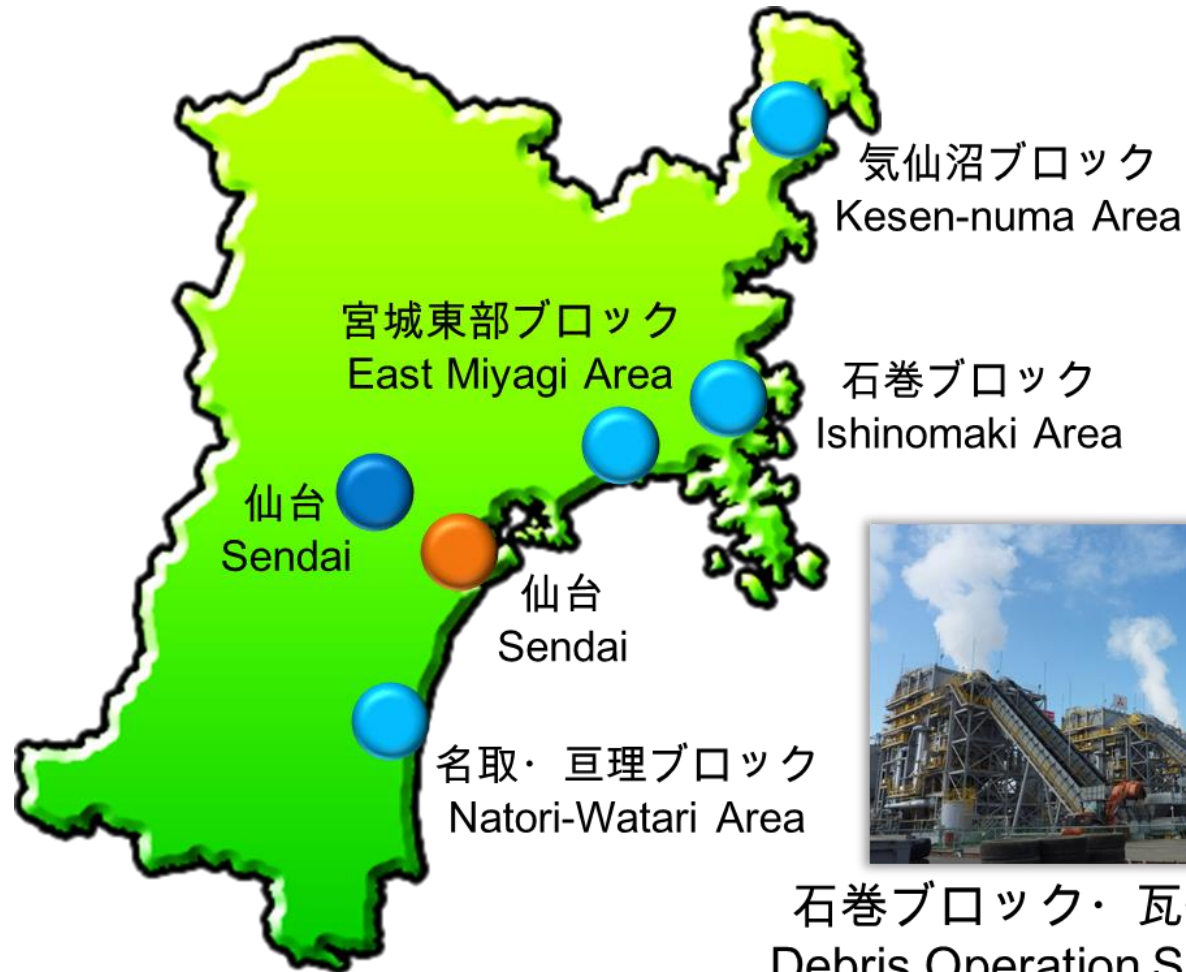 気仙沼ブロック
Kesen-numa Area
宮城東部ブロック
East Miyagi Area
石巻ブロック
Ishinomaki Area
仙台
Sendai
仙台
Sendai
名取・亘理ブロック
Natori-Watari Area
石巻ブロック・瓦
Debris Operation S